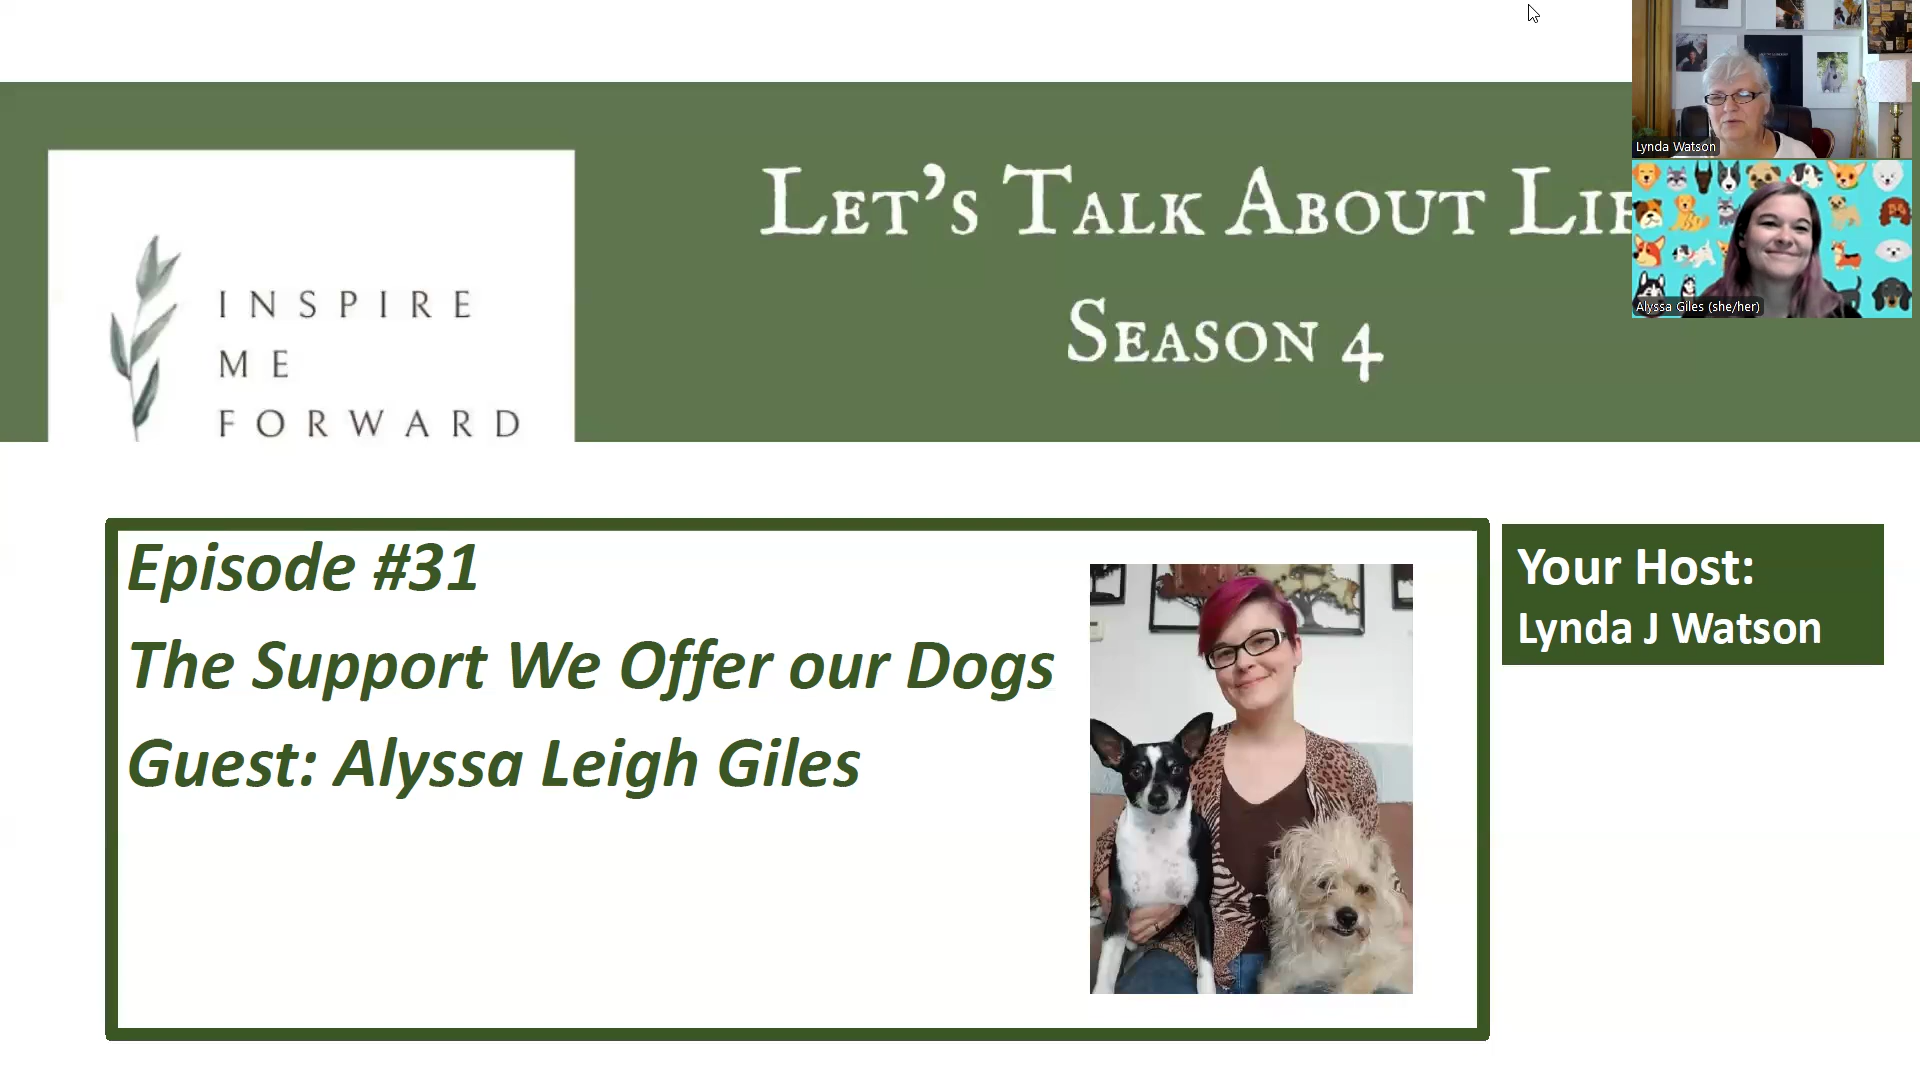 LET'S TALK ABOUT LIF
SEASON 4
INSPIRE
ME
FORWARD
Lynda Watson
Alyssa Giles (she/her)
Episode #31
The Support We Offer our Dogs
Guest: Alyssa Leigh Giles
Your Host:
Lynda J Watson